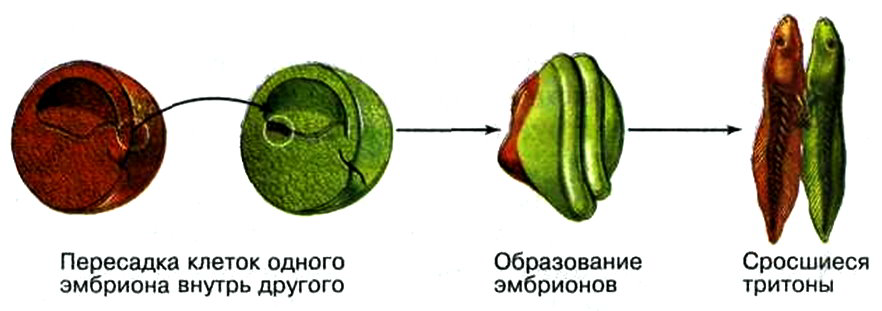 Пересадка клеток одного
эмбриона внутрь другого
Образование
эмбрионов
Сросшиеся
тритоны